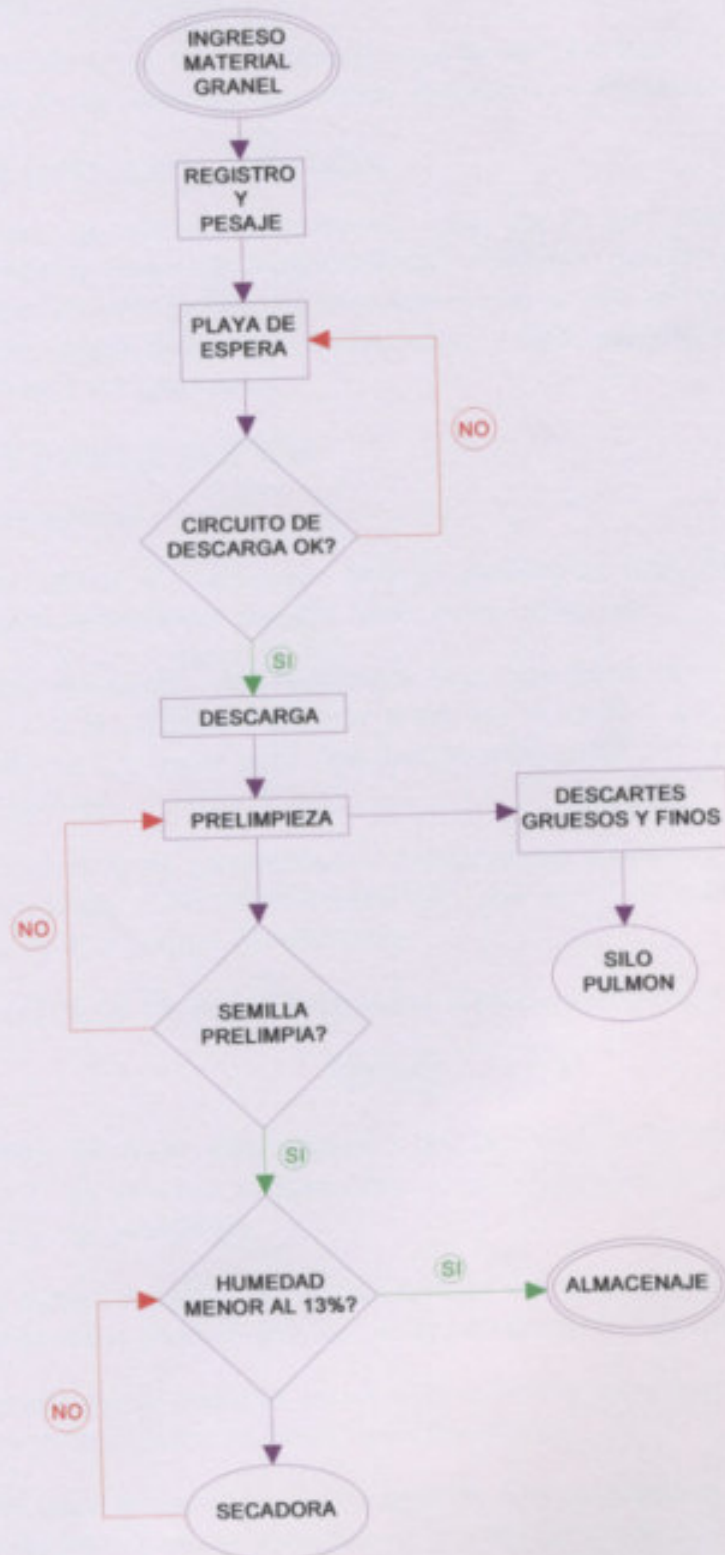 INGRESO
MATERIAL
GRANEL
REGISTRO
Y
PESAJE
PLAYA DE
ESPERA
NO
CIRCUITO DE
DESCARGA OK?
SI
DESCARGA
PRELIMPIEZA
DESCARTES
GRUESOS Y FINOS
NO
SILO
PULMON
SEMILLA
PRELIMPIA?
SI
HUMEDAD
MENOR AL 13%?
SI
ALMACENAJE
NO
SECADORA